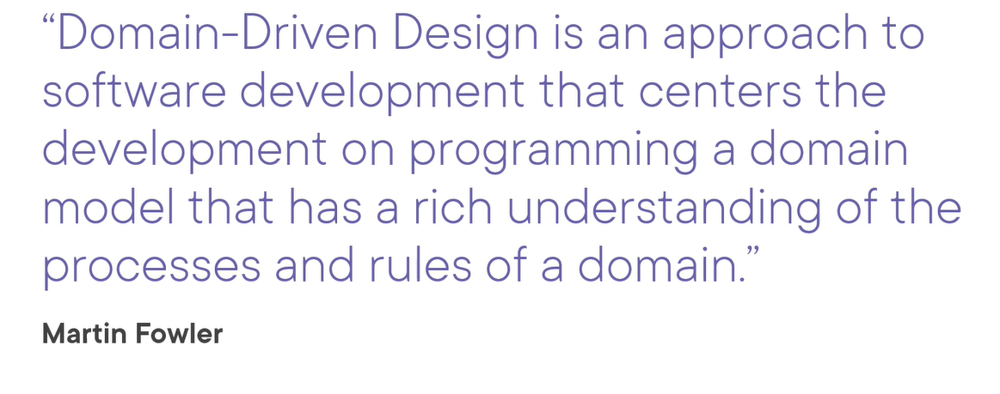 “Domain-Driven Design is an approach to
software development that centers the
development on programming a domain
model that has a rich understanding of the
processes and rules of a domain.”
Martin Fowler